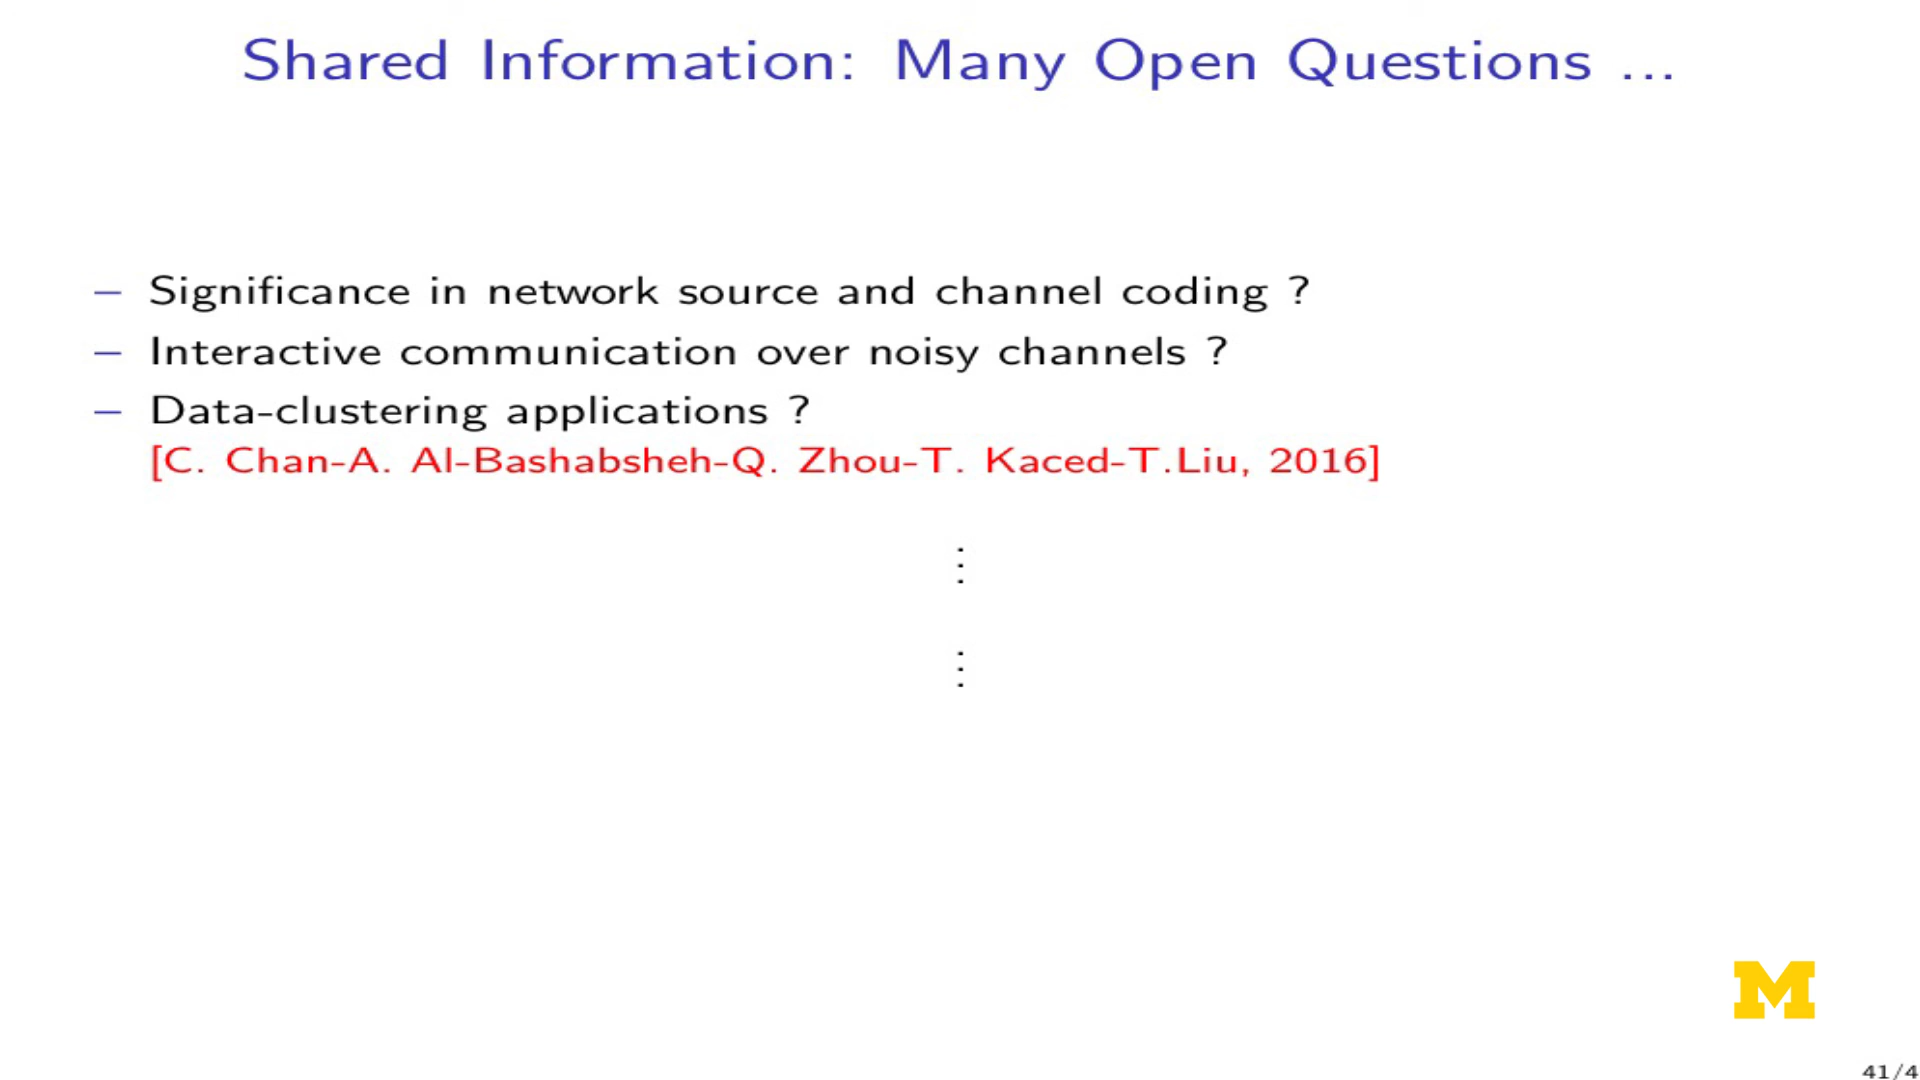 Shared Information: Many Open Questions ...
– Significance in network source and channel coding ?
– Interactive communication over noisy channels ?
– Data-clustering applications ?
[C. Chan-A. Al-Bashabsheh-Q. Zhou-T. Kaced-T.Liu, 2016]
⋮
⋮
M
41/4